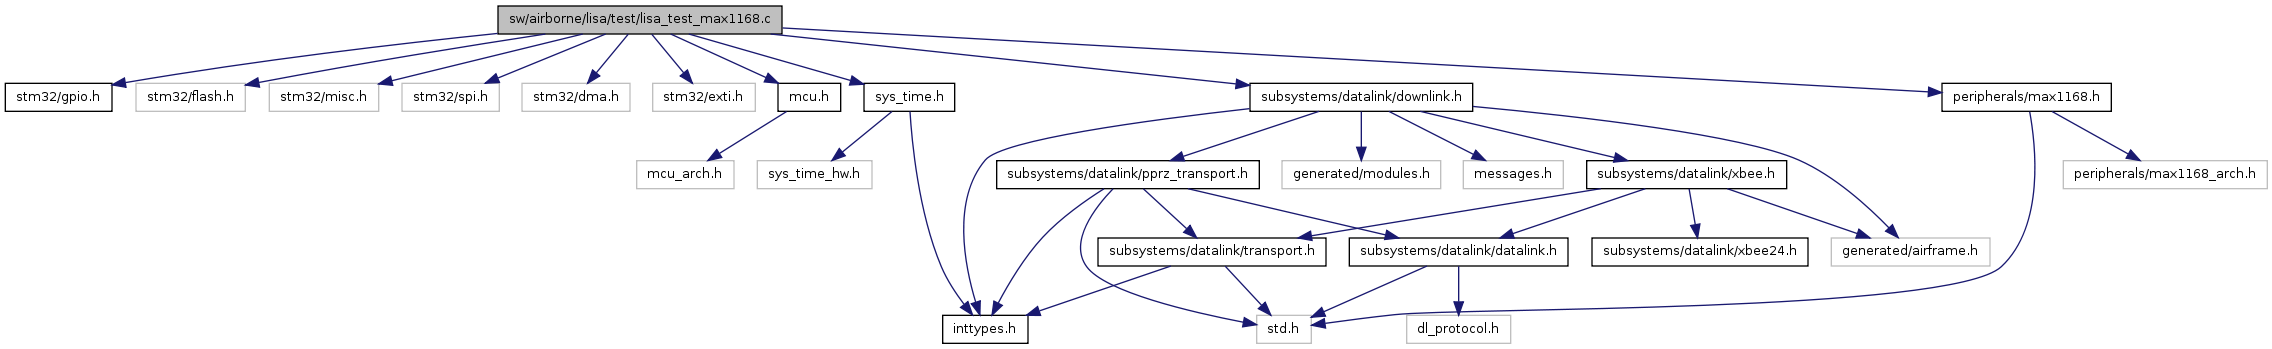 sw/airborne/lisa/test/lisa_test_max1168.c
stm32/gpio.h
stm32/flash.h
stm32/misc.h
stm32/spi.h
stm32/dma.h
stm32/exti.h
mcu.h
sys_time.h
subsystems/datalink/downlink.h
peripherals/max1168.h
mcu_arch.h
sys_time_hw.h
subsystems/datalink/pprz_transport.h
generated/modules.h
messages.h
subsystems/datalink/xbee.h
peripherals/max1168_arch.h
subsystems/datalink/transport.h
subsystems/datalink/datalink.h
subsystems/datalink/xbee24.h
generated/airframe.h
inttypes.h
std.h
dl_protocol.h